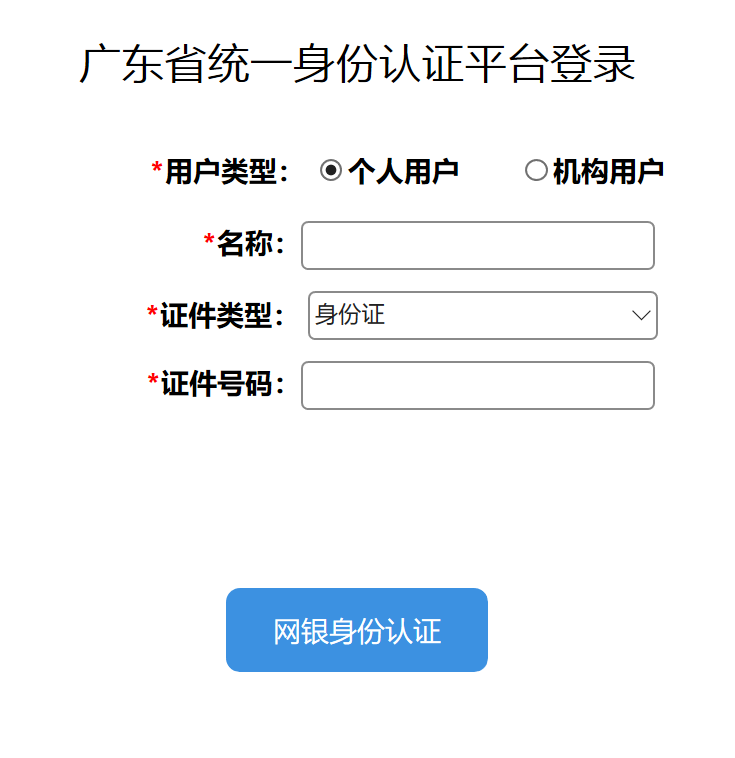 广东省统一身份认证平台登录
*用户类型： 个人用户 机构用户
*名称：
*证件类型： 身份证
*证件号码：
网银身份认证